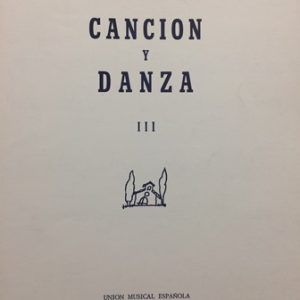 CANCION
Y
DANZA
III
UNION MUSICAL ESPAÑOLA